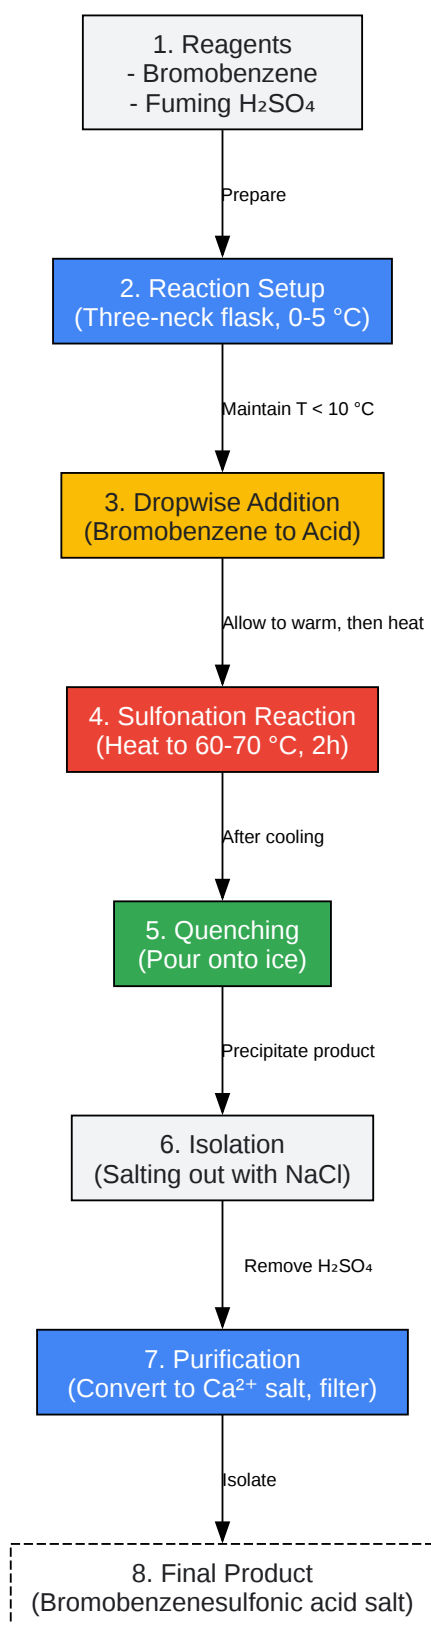 1. Reagents
- Bromobenzene
- Fuming H₂SO₄
Prepare
2. Reaction Setup
(Three-neck flask, 0-5 °C)
Maintain T < 10 °C
3. Dropwise Addition
(Bromobenzene to Acid)
Allow to warm, then heat
4. Sulfonation Reaction
(Heat to 60-70 °C, 2h)
After cooling
5. Quenching
(Pour onto ice)
Precipitate product
6. Isolation
(Salting out with NaCl)
Remove H₂SO₄
7. Purification
(Convert to Ca²⁺ salt, filter)
Isolate
8. Final Product
(Bromobenzenesulfonic acid salt)